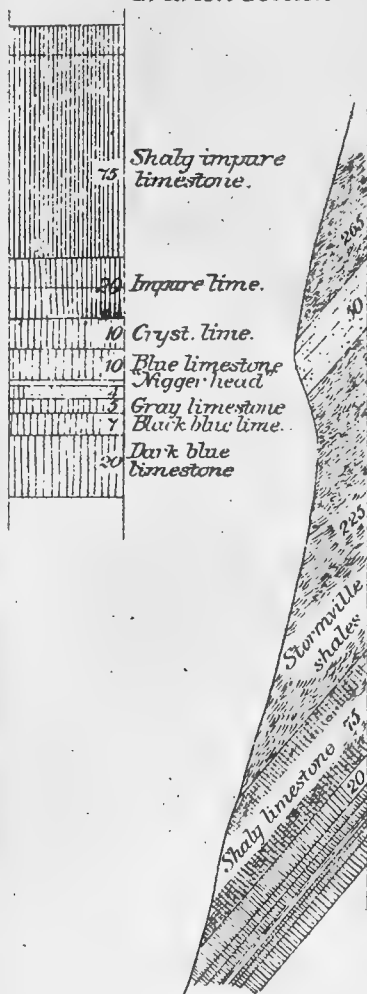 75 Shaly impure
limestone.
20 Impure lime.
10 Cryst. lime.
10 Blue limestone
Nigger head"
Gray limestone
7 Black blue lime.
20 Dark blue
limestone
265
10
225
Stormville
shales
75
Shaly limestone
20